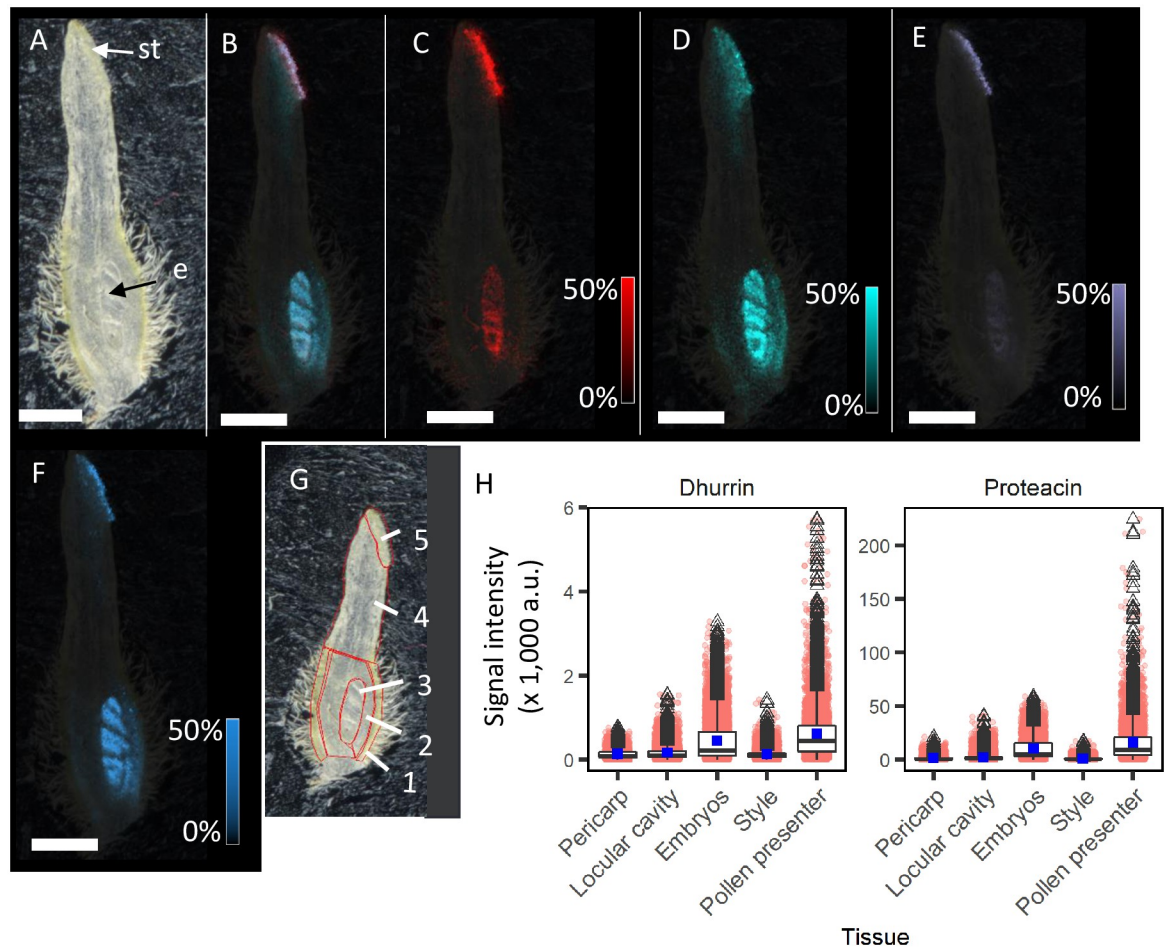 A
st
e
B
C
50%
0%
D
50%
0%
E
50%
0%
F
50%
0%
G
5
4
3
2
1
H
Dhurrin
Proteacin
Signal intensity
(x 1,000 a.u.)
6
4
2
0
200
150
100
50
0
Pericarp
Locular cavity
Embryos
Style
Pollen presenter
Pericarp
Locular cavity
Embryos
Style
Pollen presenter
Tissue